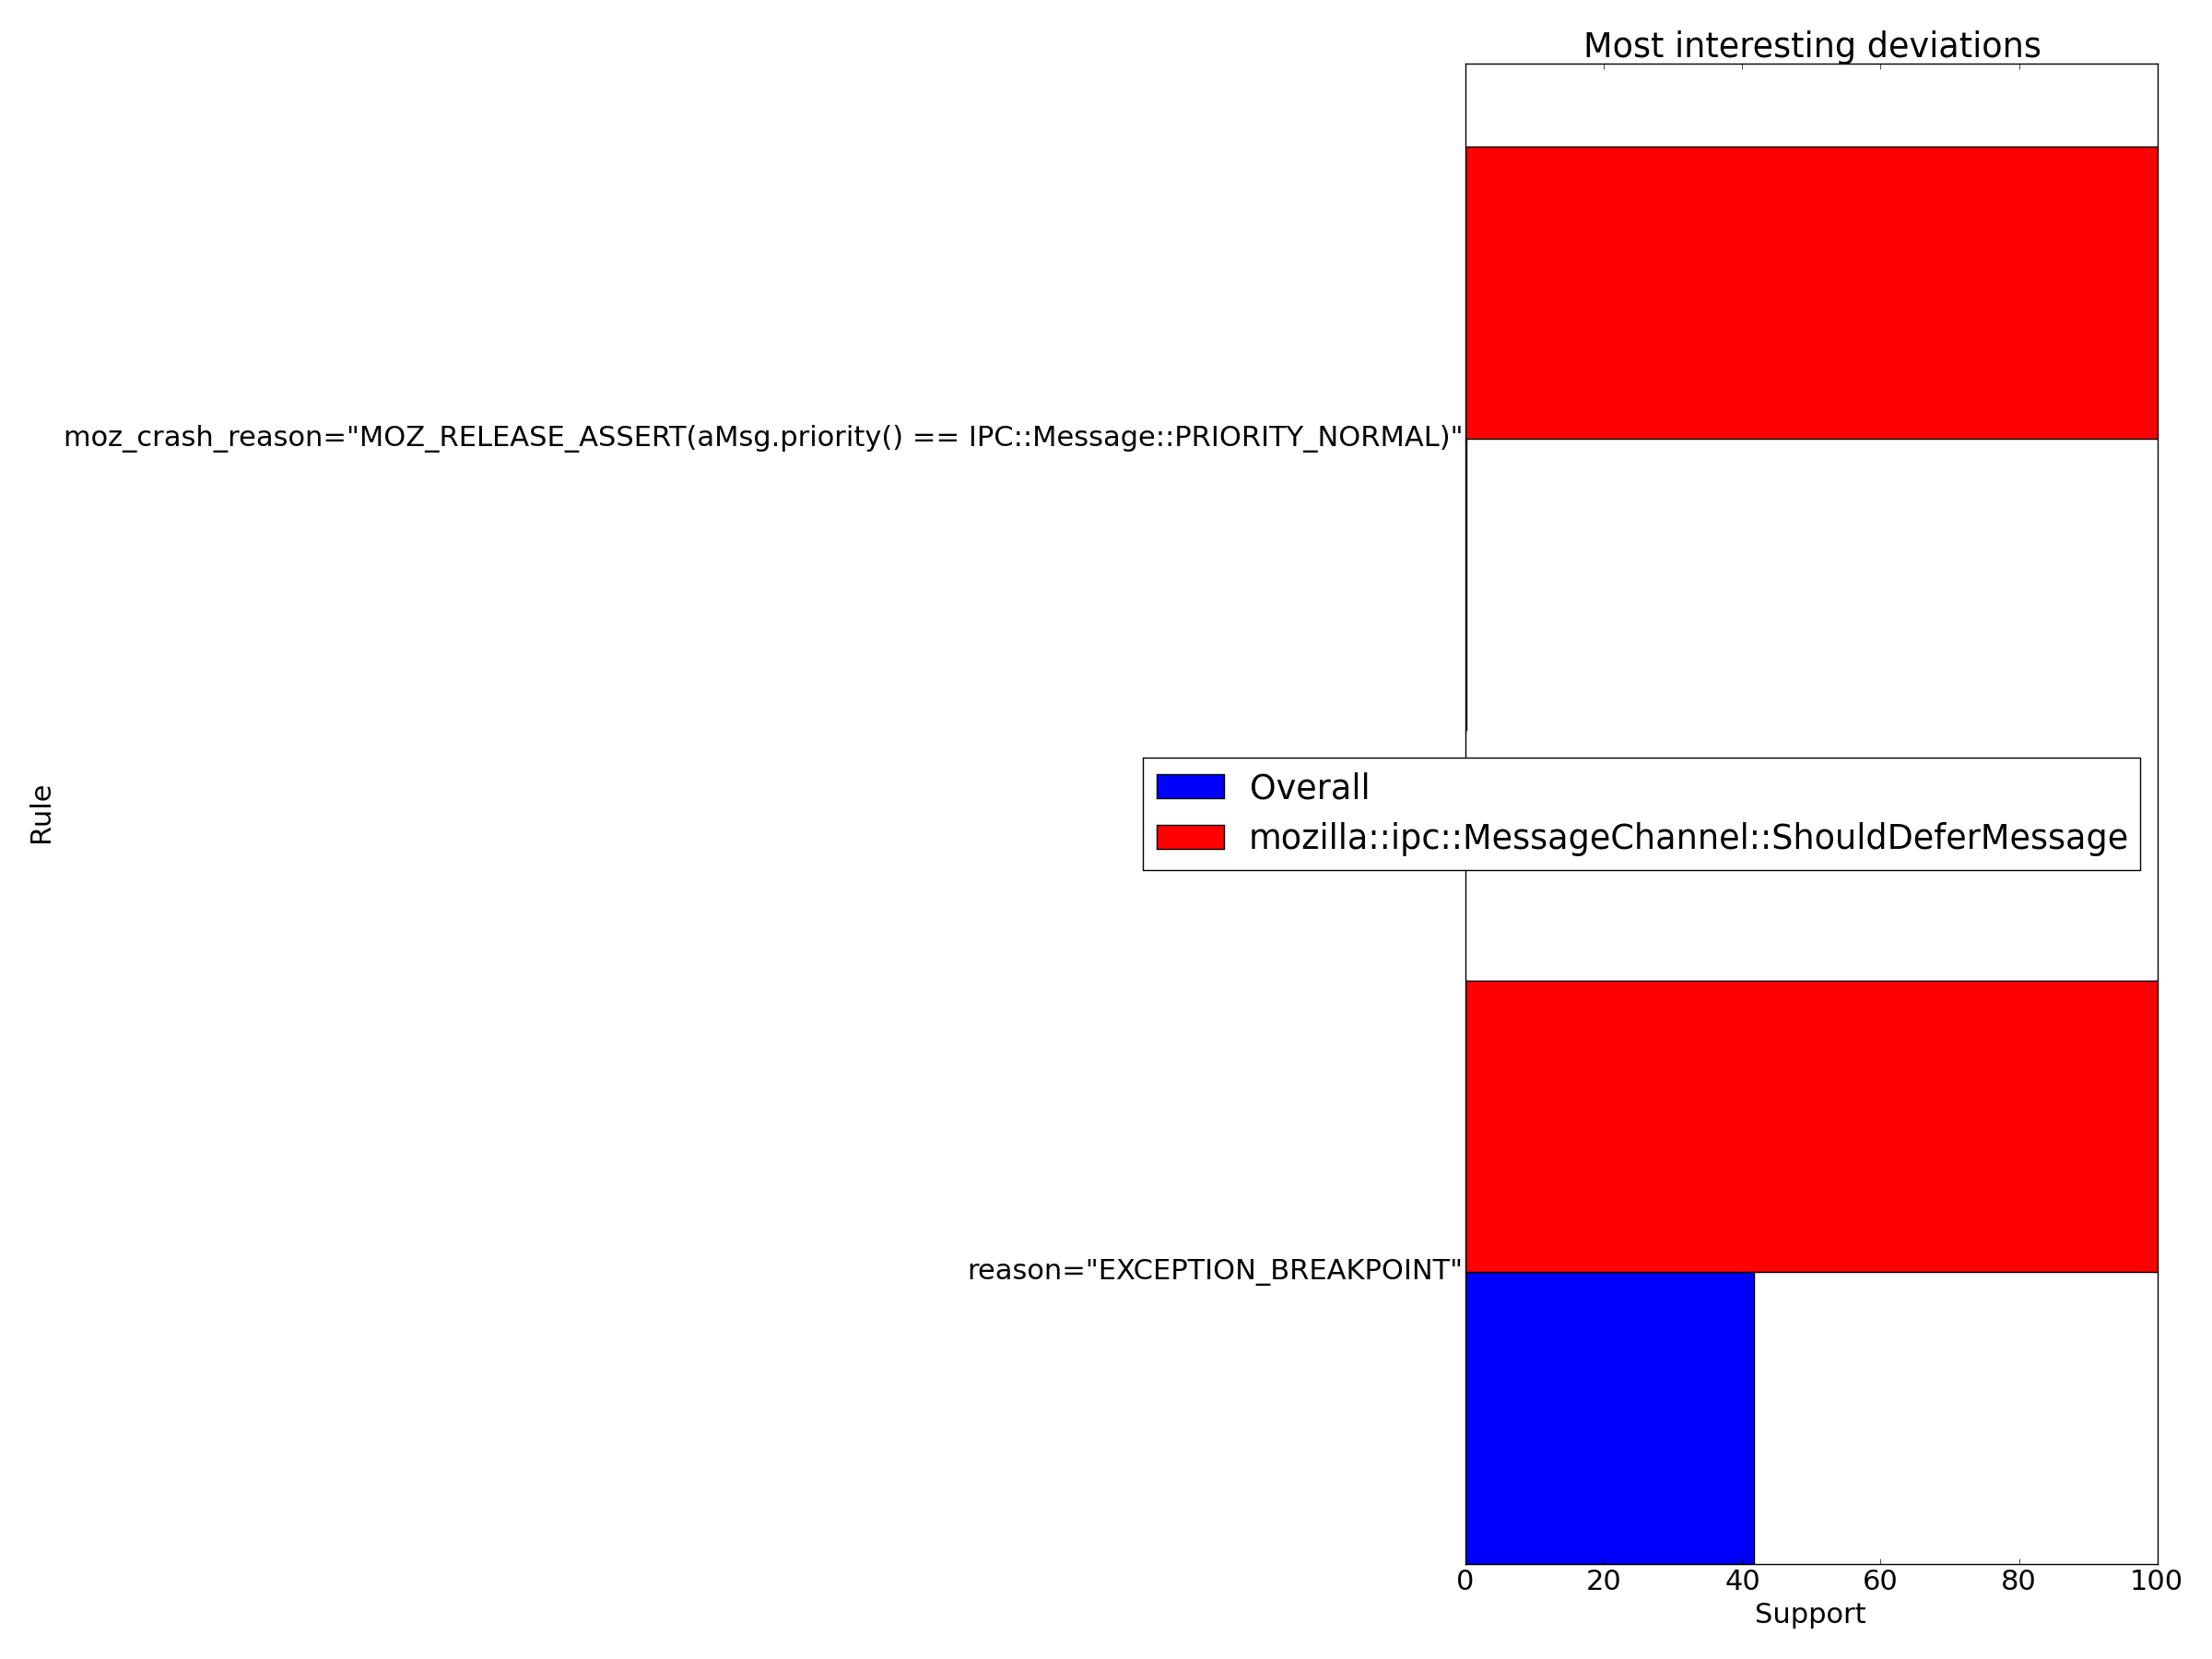 Most interesting deviations
moz_crash_reason="MOZ_RELEASE_ASSERT(aMsg.priority() == IPC::Message::PRIORITY_NORMAL)"
Overall
mozilla::ipc::MessageChannel::ShouldDeferMessage
Rule
reason="EXCEPTION_BREAKPOINT"
0 20 40 60 80 100
Support